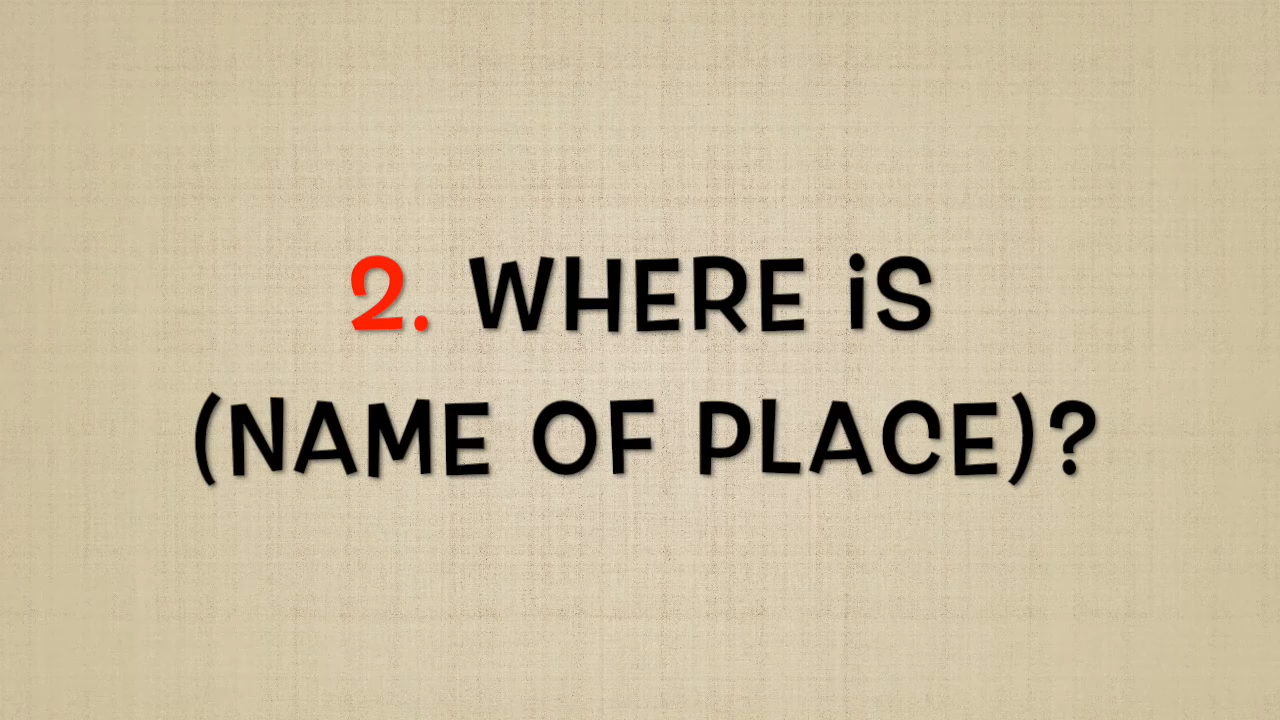 2. WHERE iS
(NAME OF PLACE)?